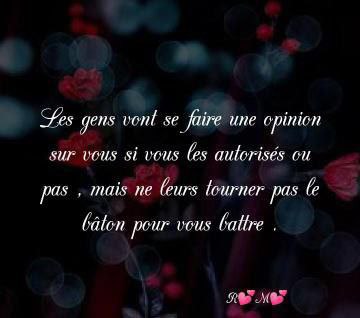 Les gens vont se faire une opinion
sur vous si vous les autorisés ou
pas , mais ne leurs tourner pas le
bâton pour vous battre .
R💕M💕